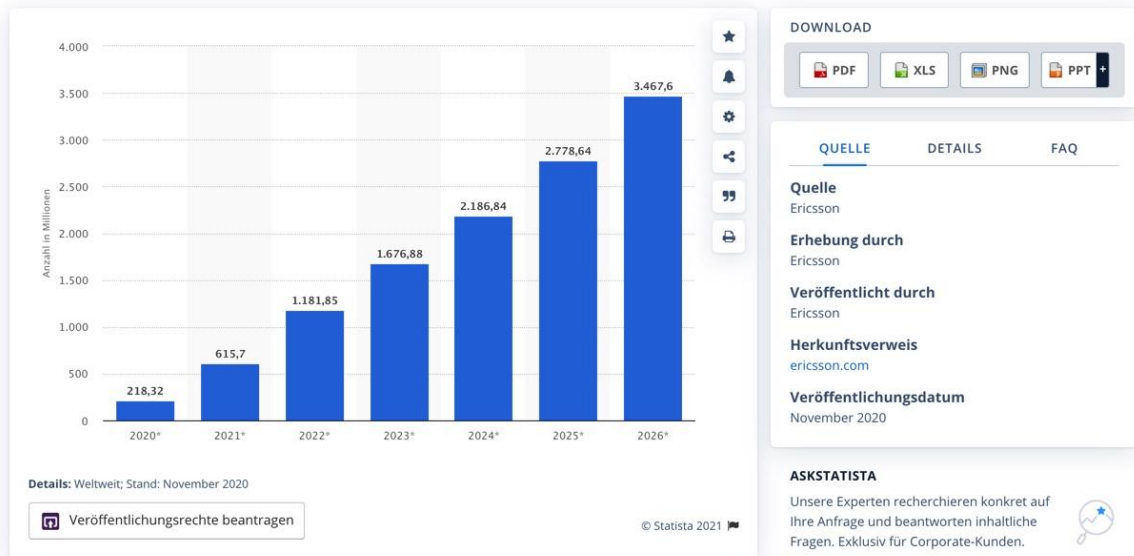 4.000
3.500
3.000
2.500
2.000
1.500
1.000
500
0
Anzahl in Millionen
218,32
615,7
1.181,85
1.676,88
2.186,84
2.778,64
3.467,6
2020*
2021*
2022*
2023*
2024*
2025*
2026*
Details: Weltweit; Stand: November 2020
Veröffentlichungsrechte beantragen
© Statista 2021
DOWNLOAD
PDF XLS PNG PPT +
QUELLE DETAILS FAQ
Quelle
Ericsson
Erhebung durch
Ericsson
Veröffentlicht durch
Ericsson
Herkunftsverweis
ericsson.com
Veröffentlichungsdatum
November 2020
ASKSTATISTA
Unsere Experten recherchieren konkret auf
Ihre Anfrage und beantworten inhaltliche
Fragen. Exklusiv für Corporate-Kunden.